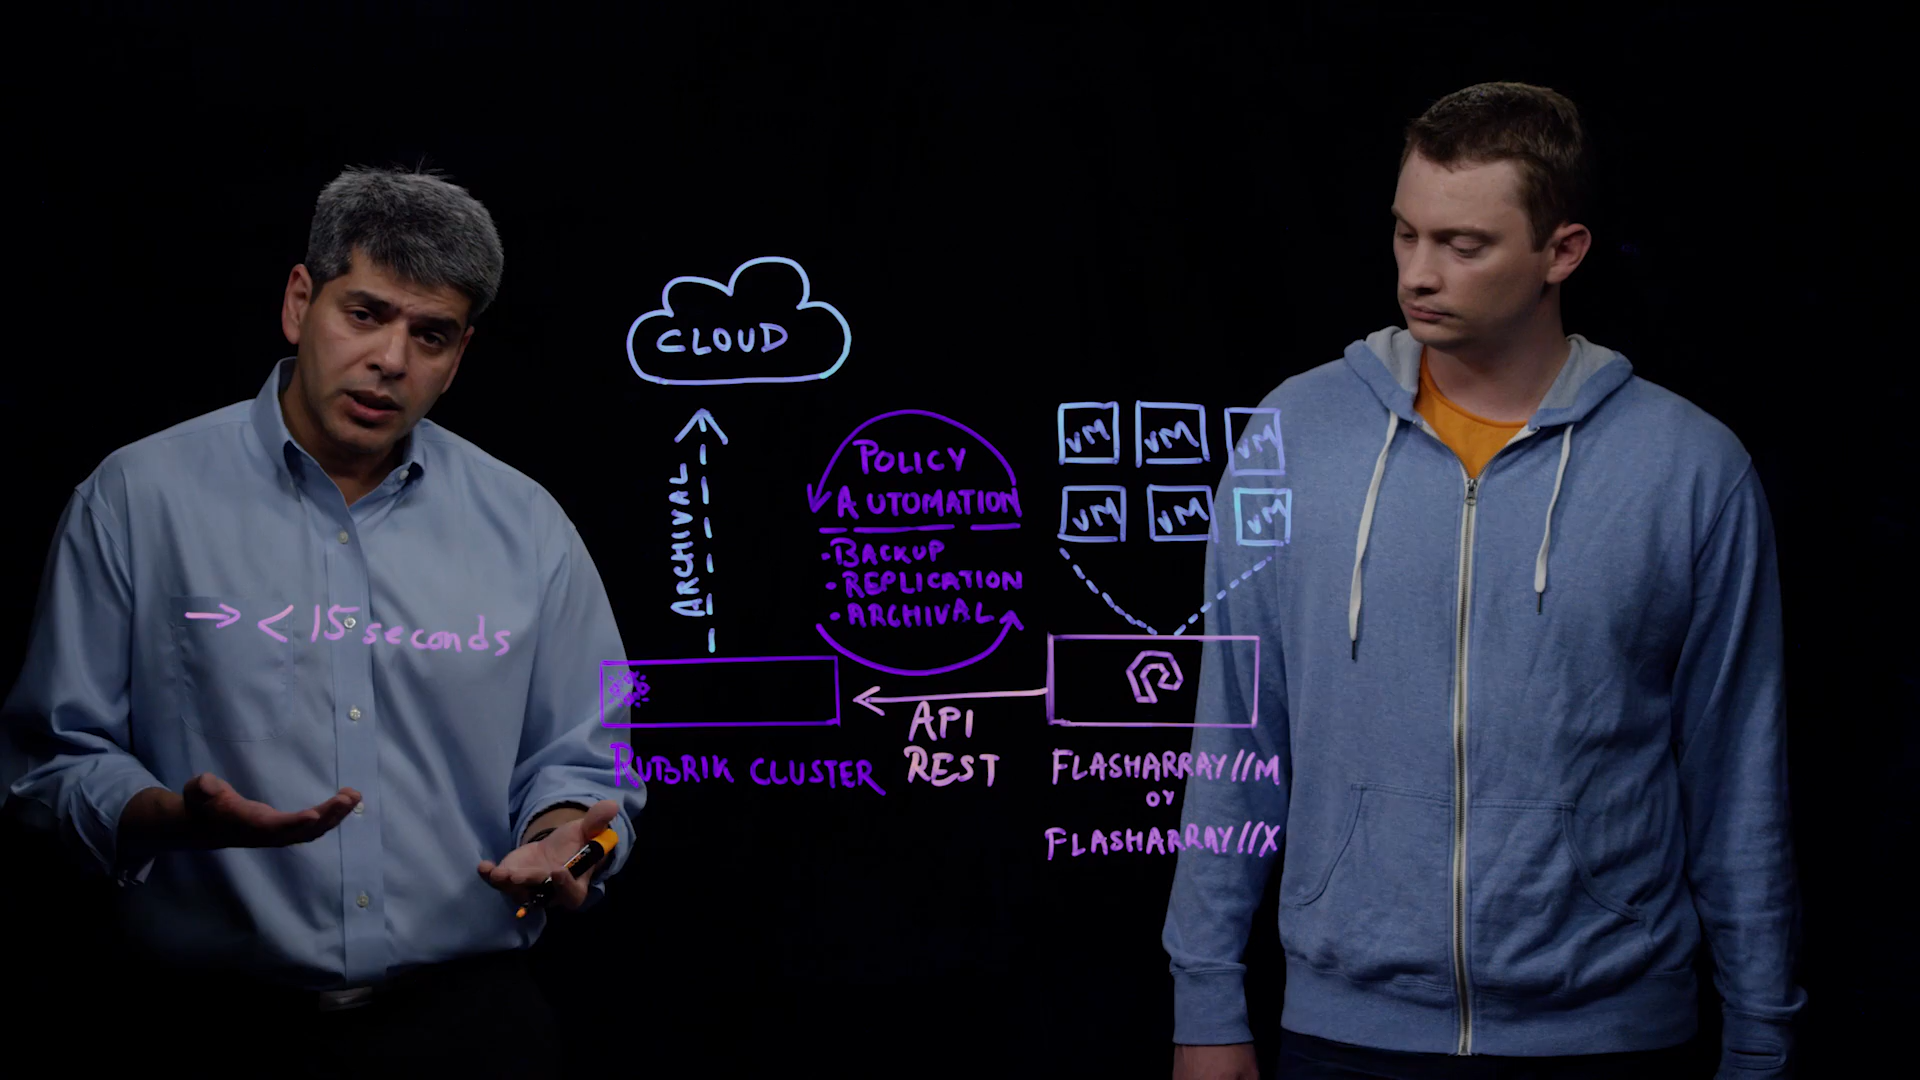 CLOUD
ARCHIVAL
POLICY
AUTOMATION
- BACKUP
- REPLICATION
- ARCHIVAL
VM VM VM
VM VM VM
→ < 15 seconds
RUBRIK CLUSTER
API
REST
FLASHARRAY//M
or
FLASHARRAY//X